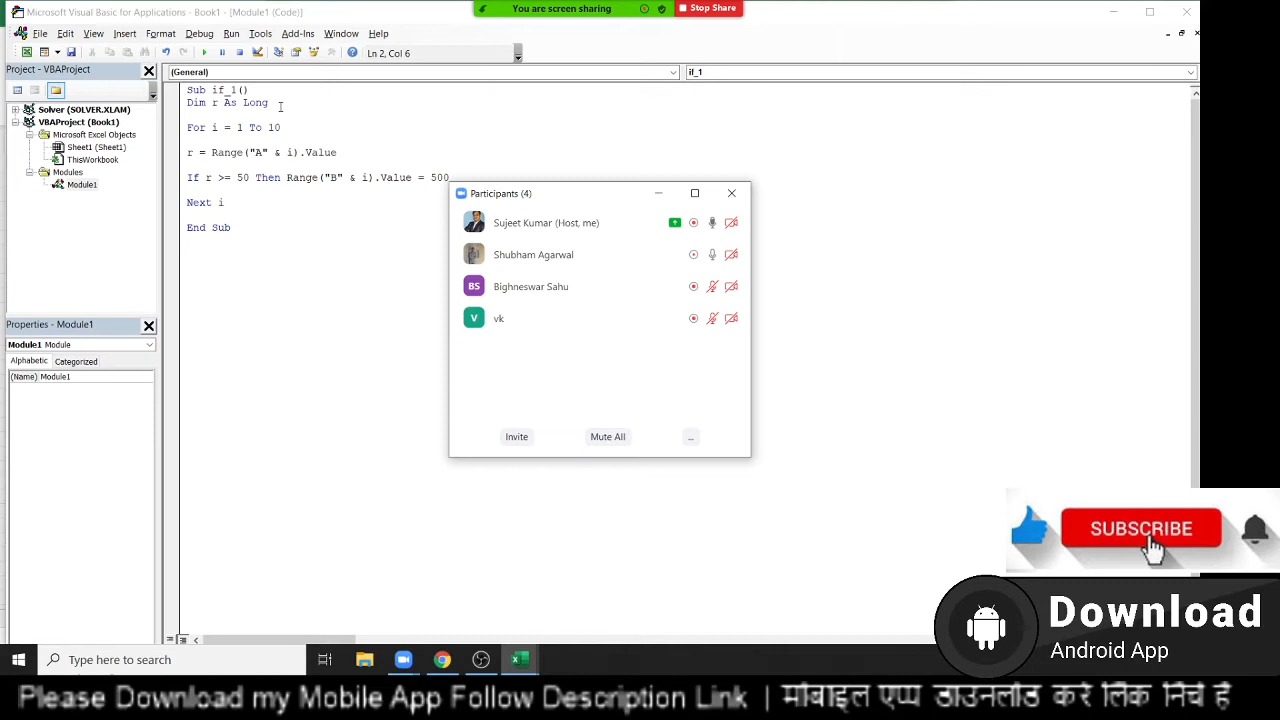 Microsoft Visual Basic for Applications - Book1 - [Module1 (Code)]
You are screen sharing
Stop Share
File Edit View Insert Format Debug Run Tools Add-Ins Window Help
Ln 2, Col 6
Project - VBAProject
(General)
if_1
Solver (SOLVER.XLAM)
VBAProject (Book1)
Microsoft Excel Objects
Sheet1 (Sheet1)
ThisWorkbook
Modules
Module1
Sub if_1()
Dim r As Long
For i = 1 To 10
r = Range("A" & i).Value
If r >= 50 Then Range("B" & i).Value = 500
Next i
End Sub
Participants (4)
Sujeet Kumar (Host, me)
Shubham Agarwal
BS Bighneswar Sahu
V vk
Invite
Mute All
...
Properties - Module1
Module1 Module
Alphabetic Categorized
(Name) Module1
SUBSCRIBE
Download
Android App
Type here to search
Please Download my Mobile App Follow Description Link | मोबाइल एप्प डाउनलोड करे लिंक निचे है